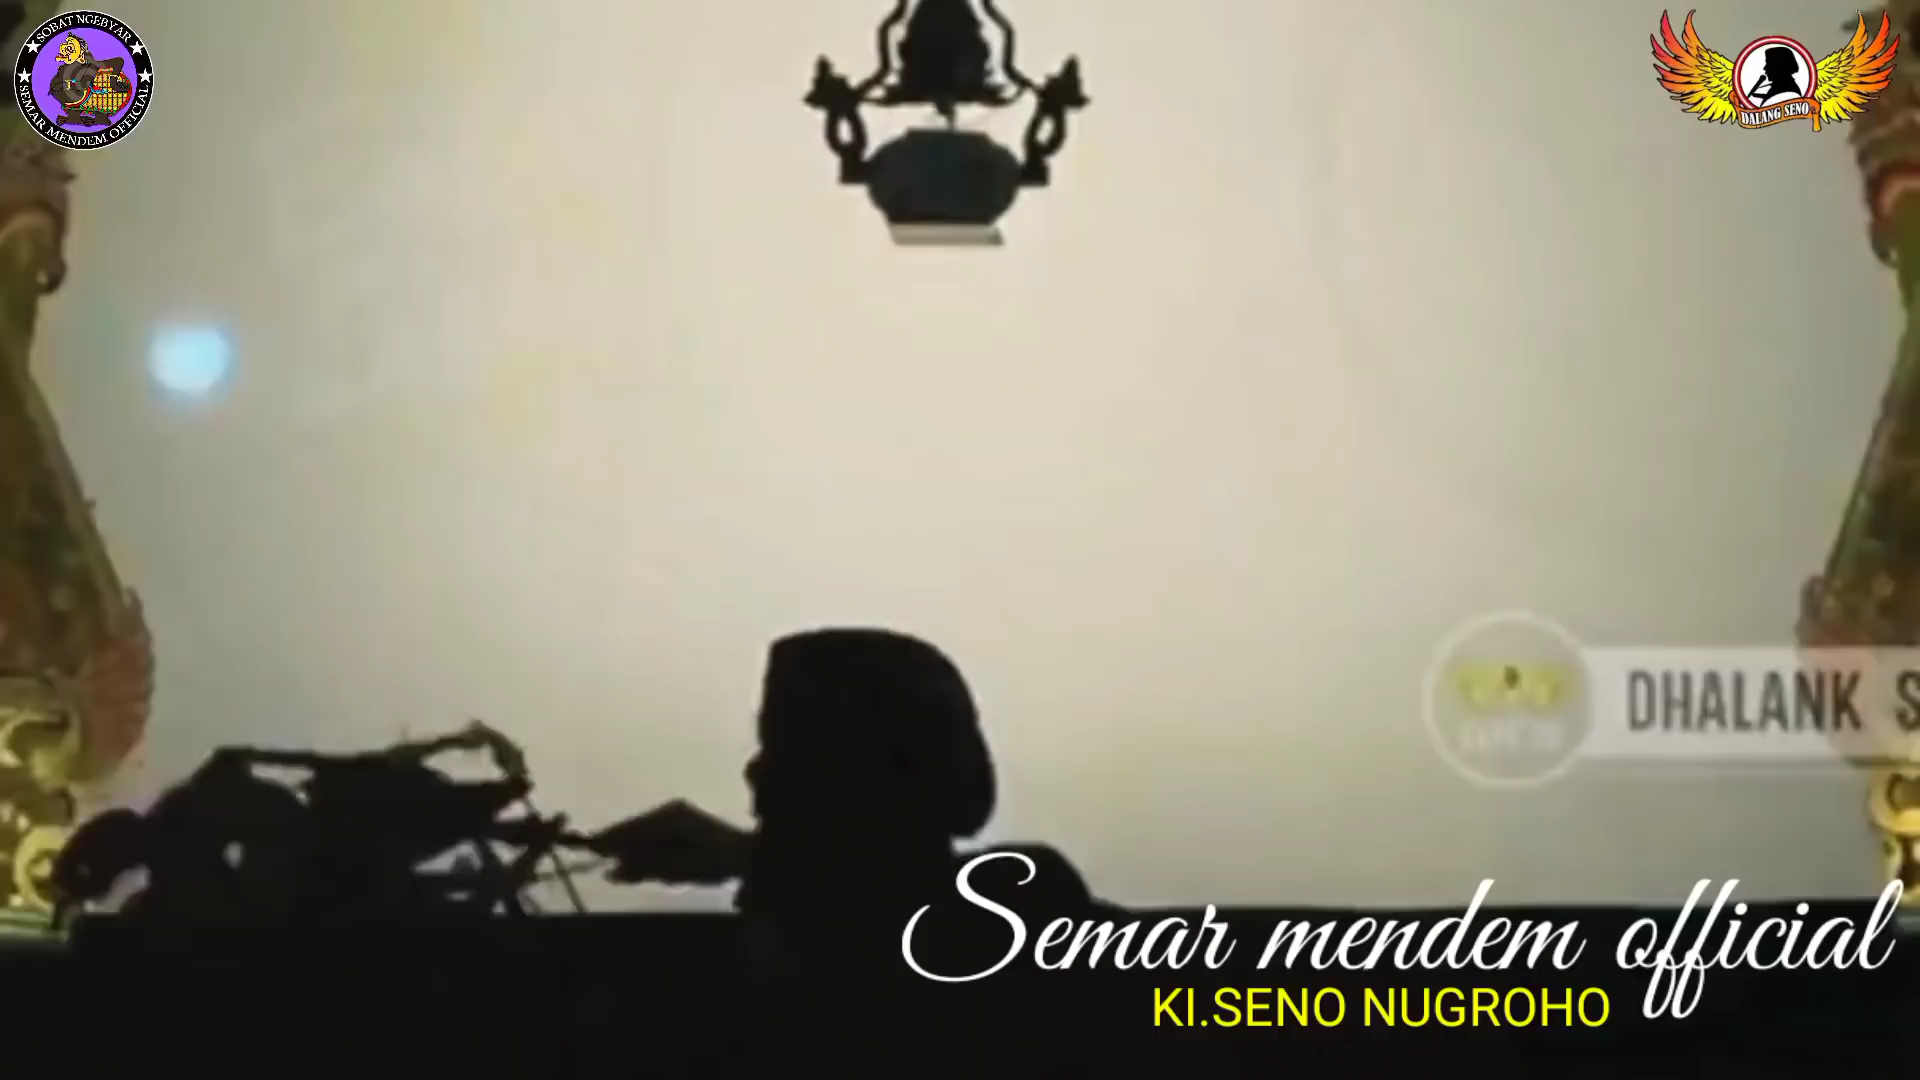 SOBAT NGEBYAR
SEMAR MENDEM OFFICIAL
DALANG SENO
DHALANK S
Semar mendem official
KI.SENO NUGROHO